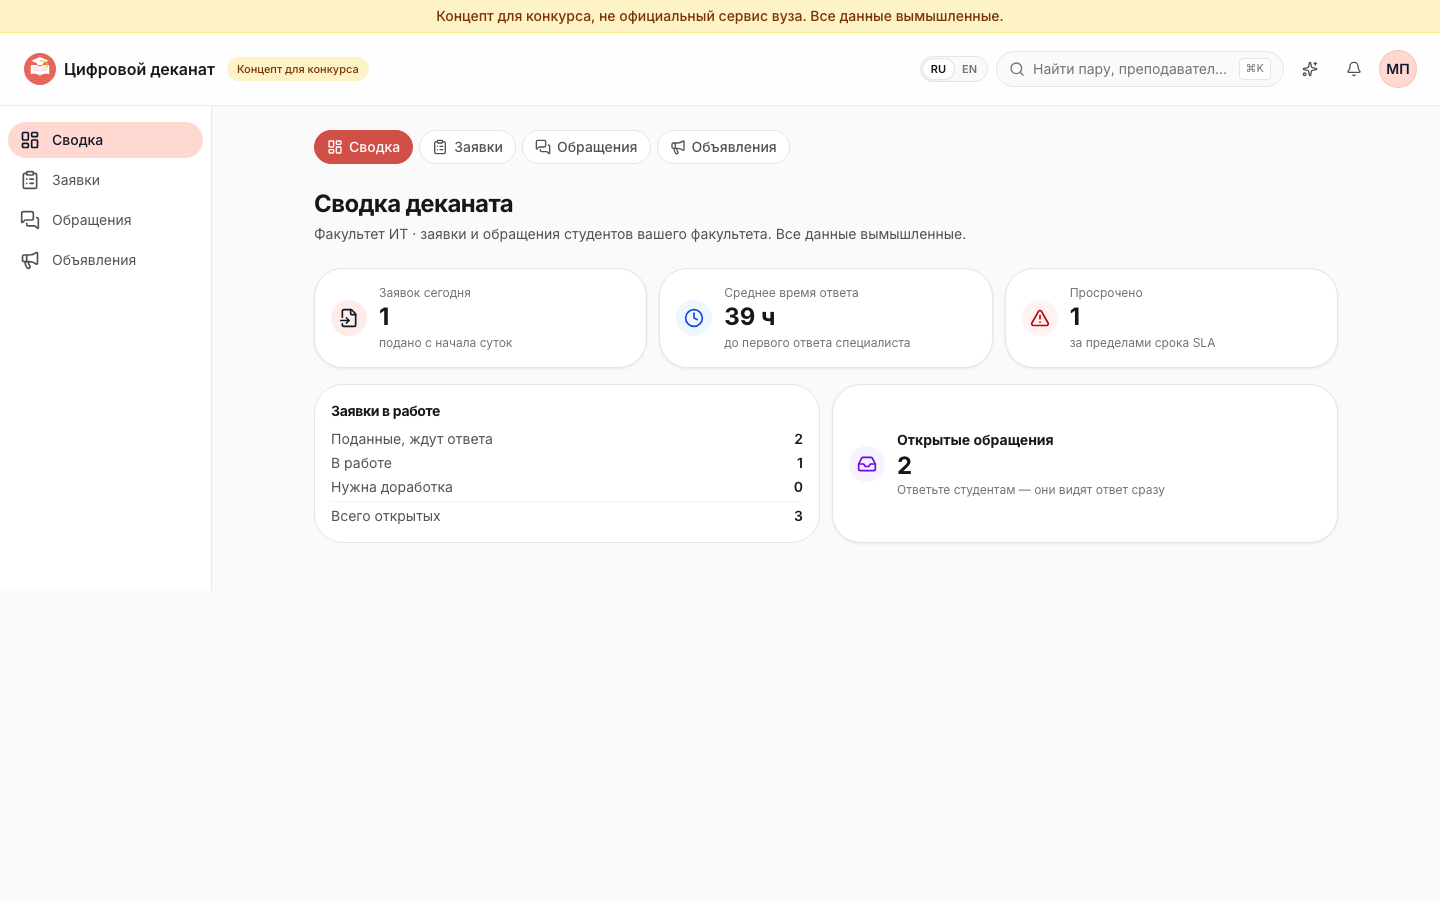 Концепт для конкурса, не официальный сервис вуза. Все данные вымышленные.
Цифровой деканат
Концепт для конкурса
RU EN
Найти пару, преподавател...
⌘K
МП
Сводка
Заявки
Обращения
Объявления
Сводка Заявки Обращения Объявления
Сводка деканата
Факультет ИТ · заявки и обращения студентов вашего факультета. Все данные вымышленные.
Заявок сегодня
1
подано с начала суток
Среднее время ответа
39 ч
до первого ответа специалиста
Просрочено
1
за пределами срока SLA
Заявки в работе
Поданные, ждут ответа 2
В работе 1
Нужна доработка 0
Всего открытых 3
Открытые обращения
2
Ответьте студентам — они видят ответ сразу